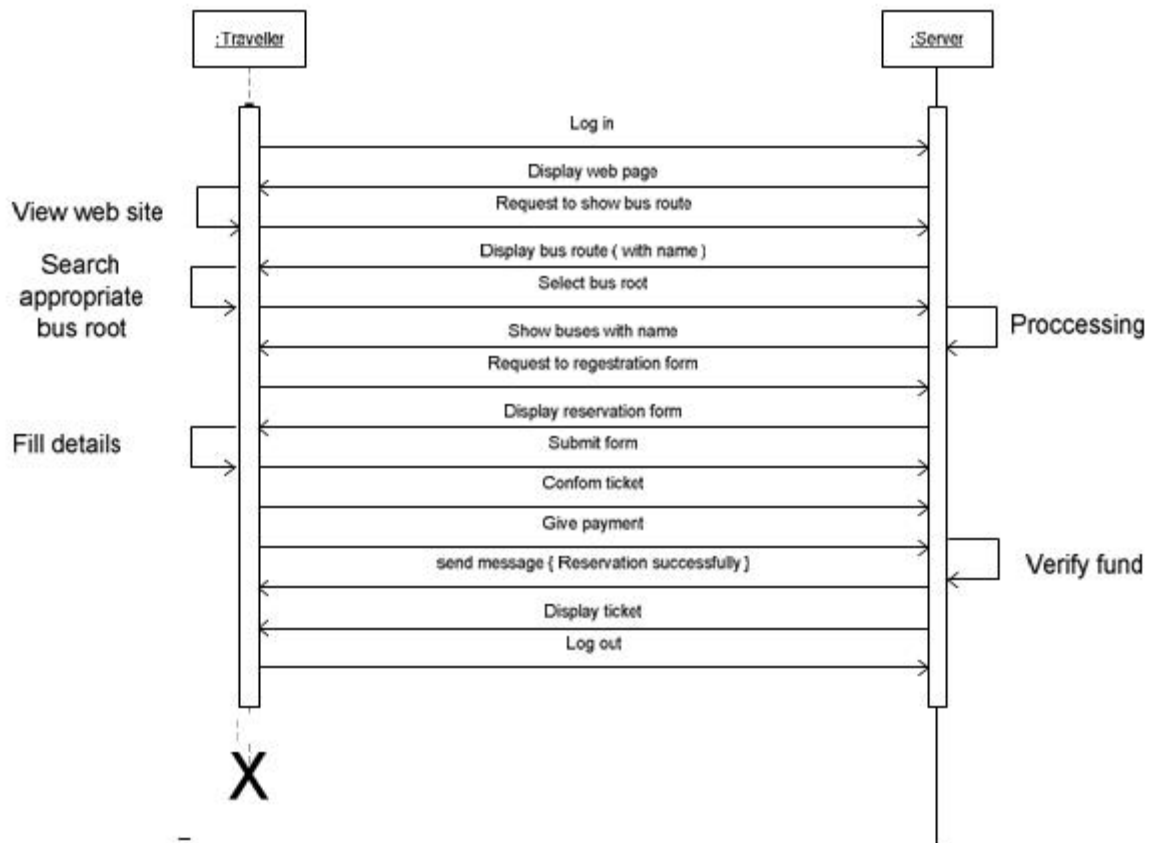 :Traveller
:Server
Log in
Display web page
View web site
Request to show bus route
Display bus route ( with name )
Search
appropriate
bus root
Select bus root
Proccessing
Show buses with name
Request to regestration form
Display reservation form
Fill details
Submit form
Confom ticket
Give payment
send message { Reservation successfully }
Verify fund
Display ticket
Log out
X